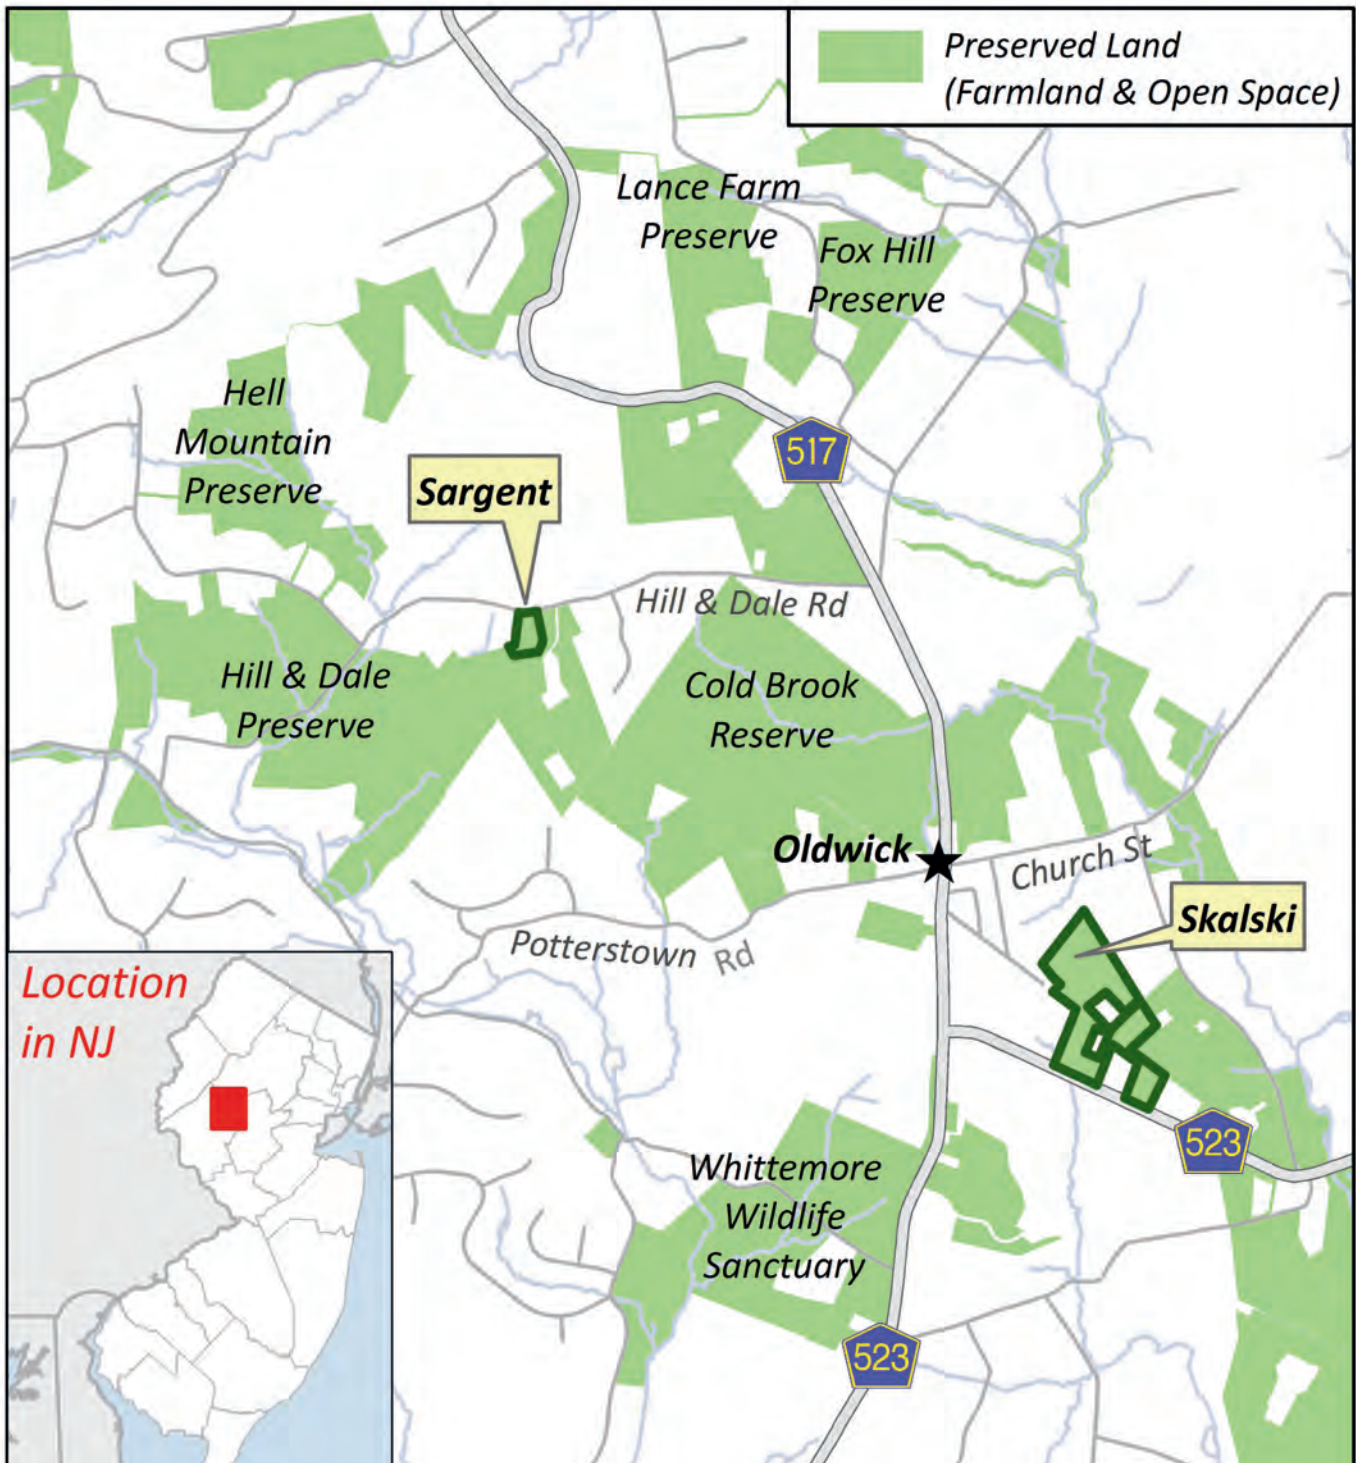 Preserved Land
(Farmland & Open Space)
Lance Farm
Preserve
Fox Hill
Preserve
Hell
Mountain
Preserve
517
Sargent
Hill & Dale Rd
Hill & Dale
Preserve
Cold Brook
Reserve
Oldwick
Church St
Skalski
Potterstown Rd
Location
in NJ
523
Whittemore
Wildlife
Sanctuary
523